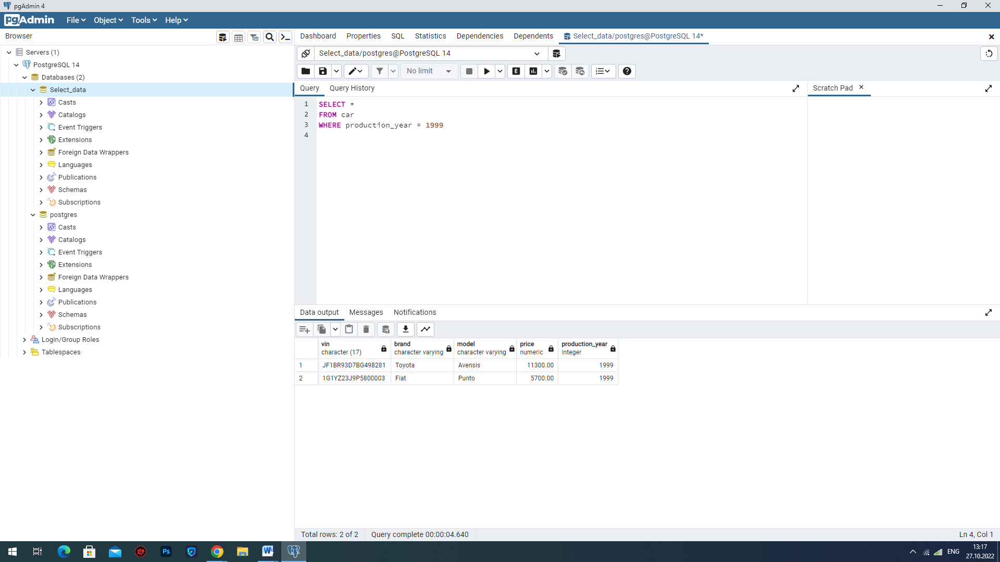 pgAdmin 4
pgAdmin File Object Tools Help
Browser
Dashboard Properties SQL Statistics Dependencies Dependents Select_data/postgres@PostgreSQL 14*
Servers (1)
PostgreSQL 14
Databases (2)
Select_data
Casts
Catalogs
Event Triggers
Extensions
Foreign Data Wrappers
Languages
Publications
Schemas
Subscriptions
postgres
Casts
Catalogs
Event Triggers
Extensions
Foreign Data Wrappers
Languages
Publications
Schemas
Subscriptions
Login/Group Roles
Tablespaces
Select_data/postgres@PostgreSQL 14
No limit E
Query Query History
Scratch Pad
1 SELECT *
2 FROM car
3 WHERE production_year = 1999
4
Data output Messages Notifications
vin brand model price production_year
character (17) character varying character varying numeric integer
1 JF1BR93D7BG498281 Toyota Avensis 11300.00 1999
2 1G1YZ23J9P5800003 Fiat Punto 5700.00 1999
Total rows: 2 of 2 Query complete 00:00:04.640 Ln 4, Col 1
Ps W ENG
13:17
27.10.2022